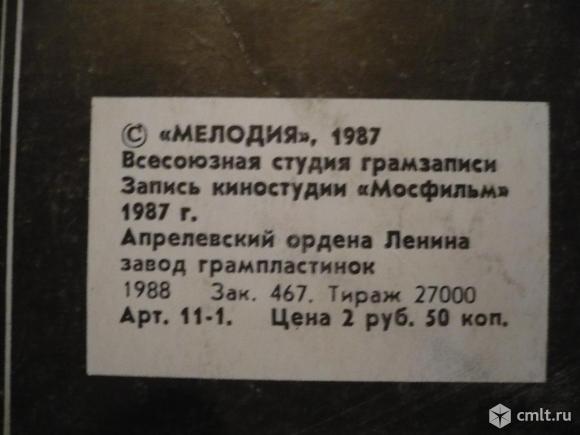 © «МЕЛОДИЯ», 1987
Всесоюзная студия грамзаписи
Запись киностудии «Мосфильм»
1987 г.
Апрелевский ордена Ленина
завод грампластинок
1988 Зак. 467. Тираж 27000
Арт. 11-1. Цена 2 руб. 50 коп.
cmlt.ru